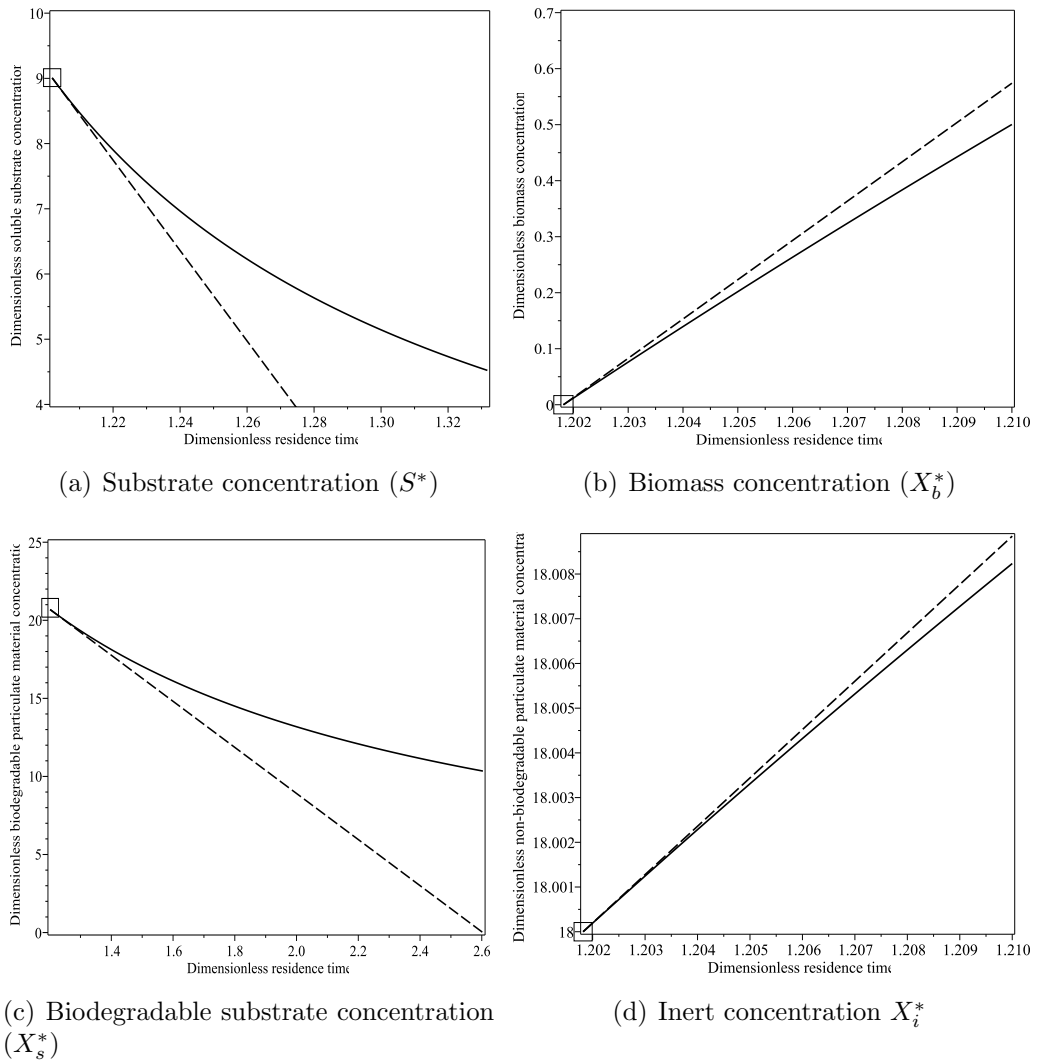 10
9
8
7
6
5
4
Dimensionless soluble substrate concentration
1.22 1.24 1.26 1.28 1.30 1.32
Dimensionless residence time
(a) Substrate concentration (S*)
0.7
0.6
0.5
0.4
0.3
0.2
0.1
0
Dimensionless biomass concentration
1.202 1.203 1.204 1.205 1.206 1.207 1.208 1.209 1.210
Dimensionless residence time
(b) Biomass concentration (X_b^*)
25
20
15
10
5
0
Dimensionless biodegradable particulate material concentratic
1.4 1.6 1.8 2.0 2.2 2.4 2.6
Dimensionless residence time
(c) Biodegradable substrate concentration
(X_s^*)
18.008
18.007
18.006
18.005
18.004
18.003
18.002
18.001
18
Dimensionless non-biodegradable particulate material concentra
1.202 1.203 1.204 1.205 1.206 1.207 1.208 1.209 1.210
Dimensionless residence time
(d) Inert concentration X_i^*